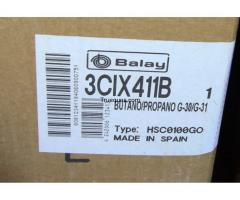 Balay
3CIX411B 1
BUTANO/PROPANO G-30/G-31
Type: HSC0100GO
MADE IN SPAIN